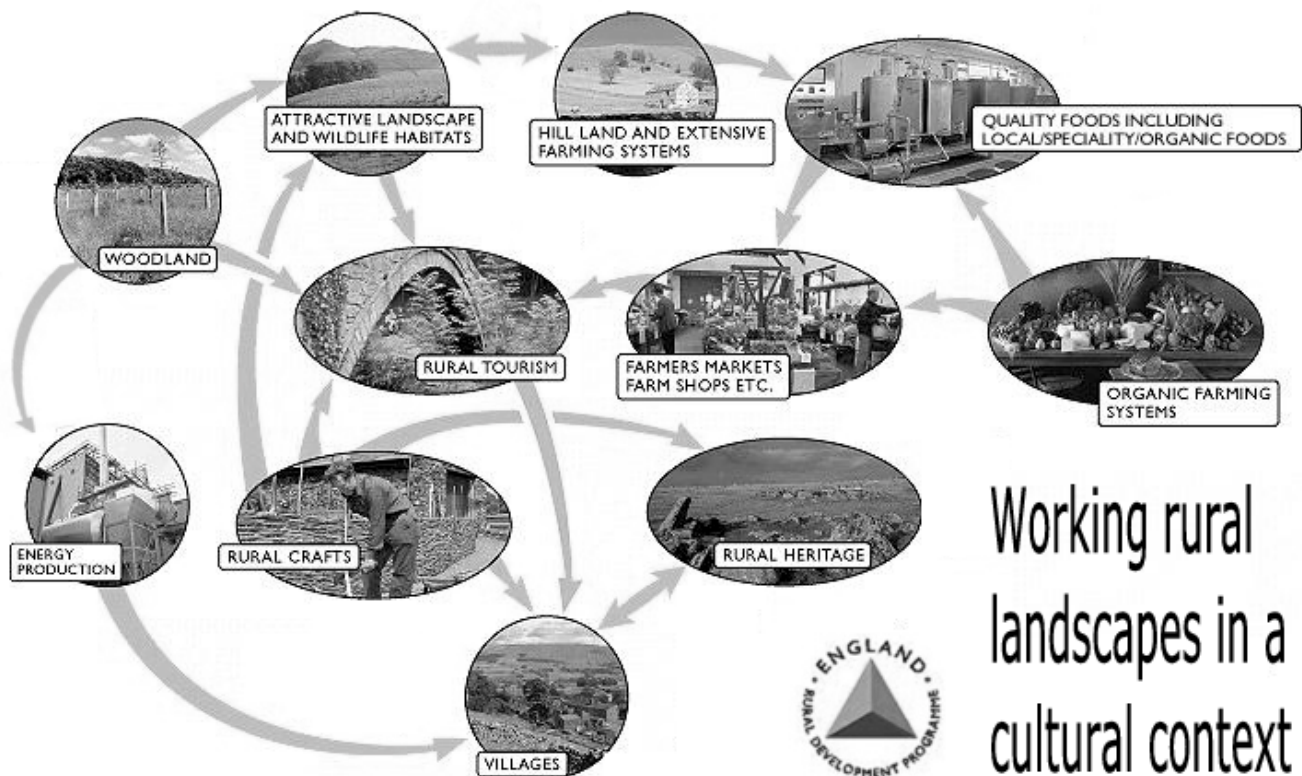 ATTRACTIVE LANDSCAPE
AND WILDLIFE HABITATS
HILL LAND AND EXTENSIVE
FARMING SYSTEMS
QUALITY FOODS INCLUDING
LOCAL/SPECIALITY/ORGANIC FOODS
WOODLAND
RURAL TOURISM
FARMERS MARKETS
FARM SHOPS ETC.
ORGANIC FARMING
SYSTEMS
ENERGY
PRODUCTION
RURAL CRAFTS
RURAL HERITAGE
VILLAGES
• ENGLAND •
RURAL DEVELOPMENT PROGRAMME
Working rural
landscapes in a
cultural context